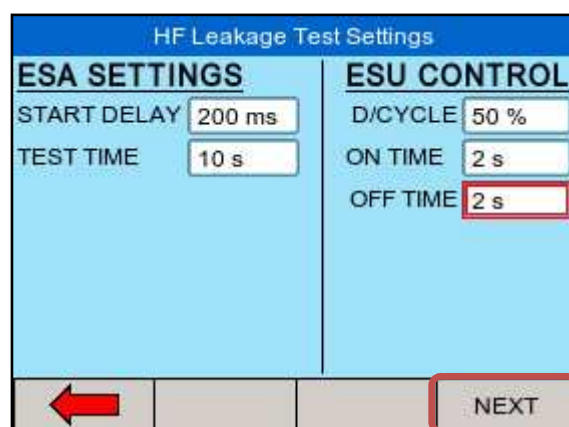 HF Leakage Test Settings
ESA SETTINGS
START DELAY 200 ms
TEST TIME 10 s
ESU CONTROL
D/CYCLE 50 %
ON TIME 2 s
OFF TIME 2 s
NEXT